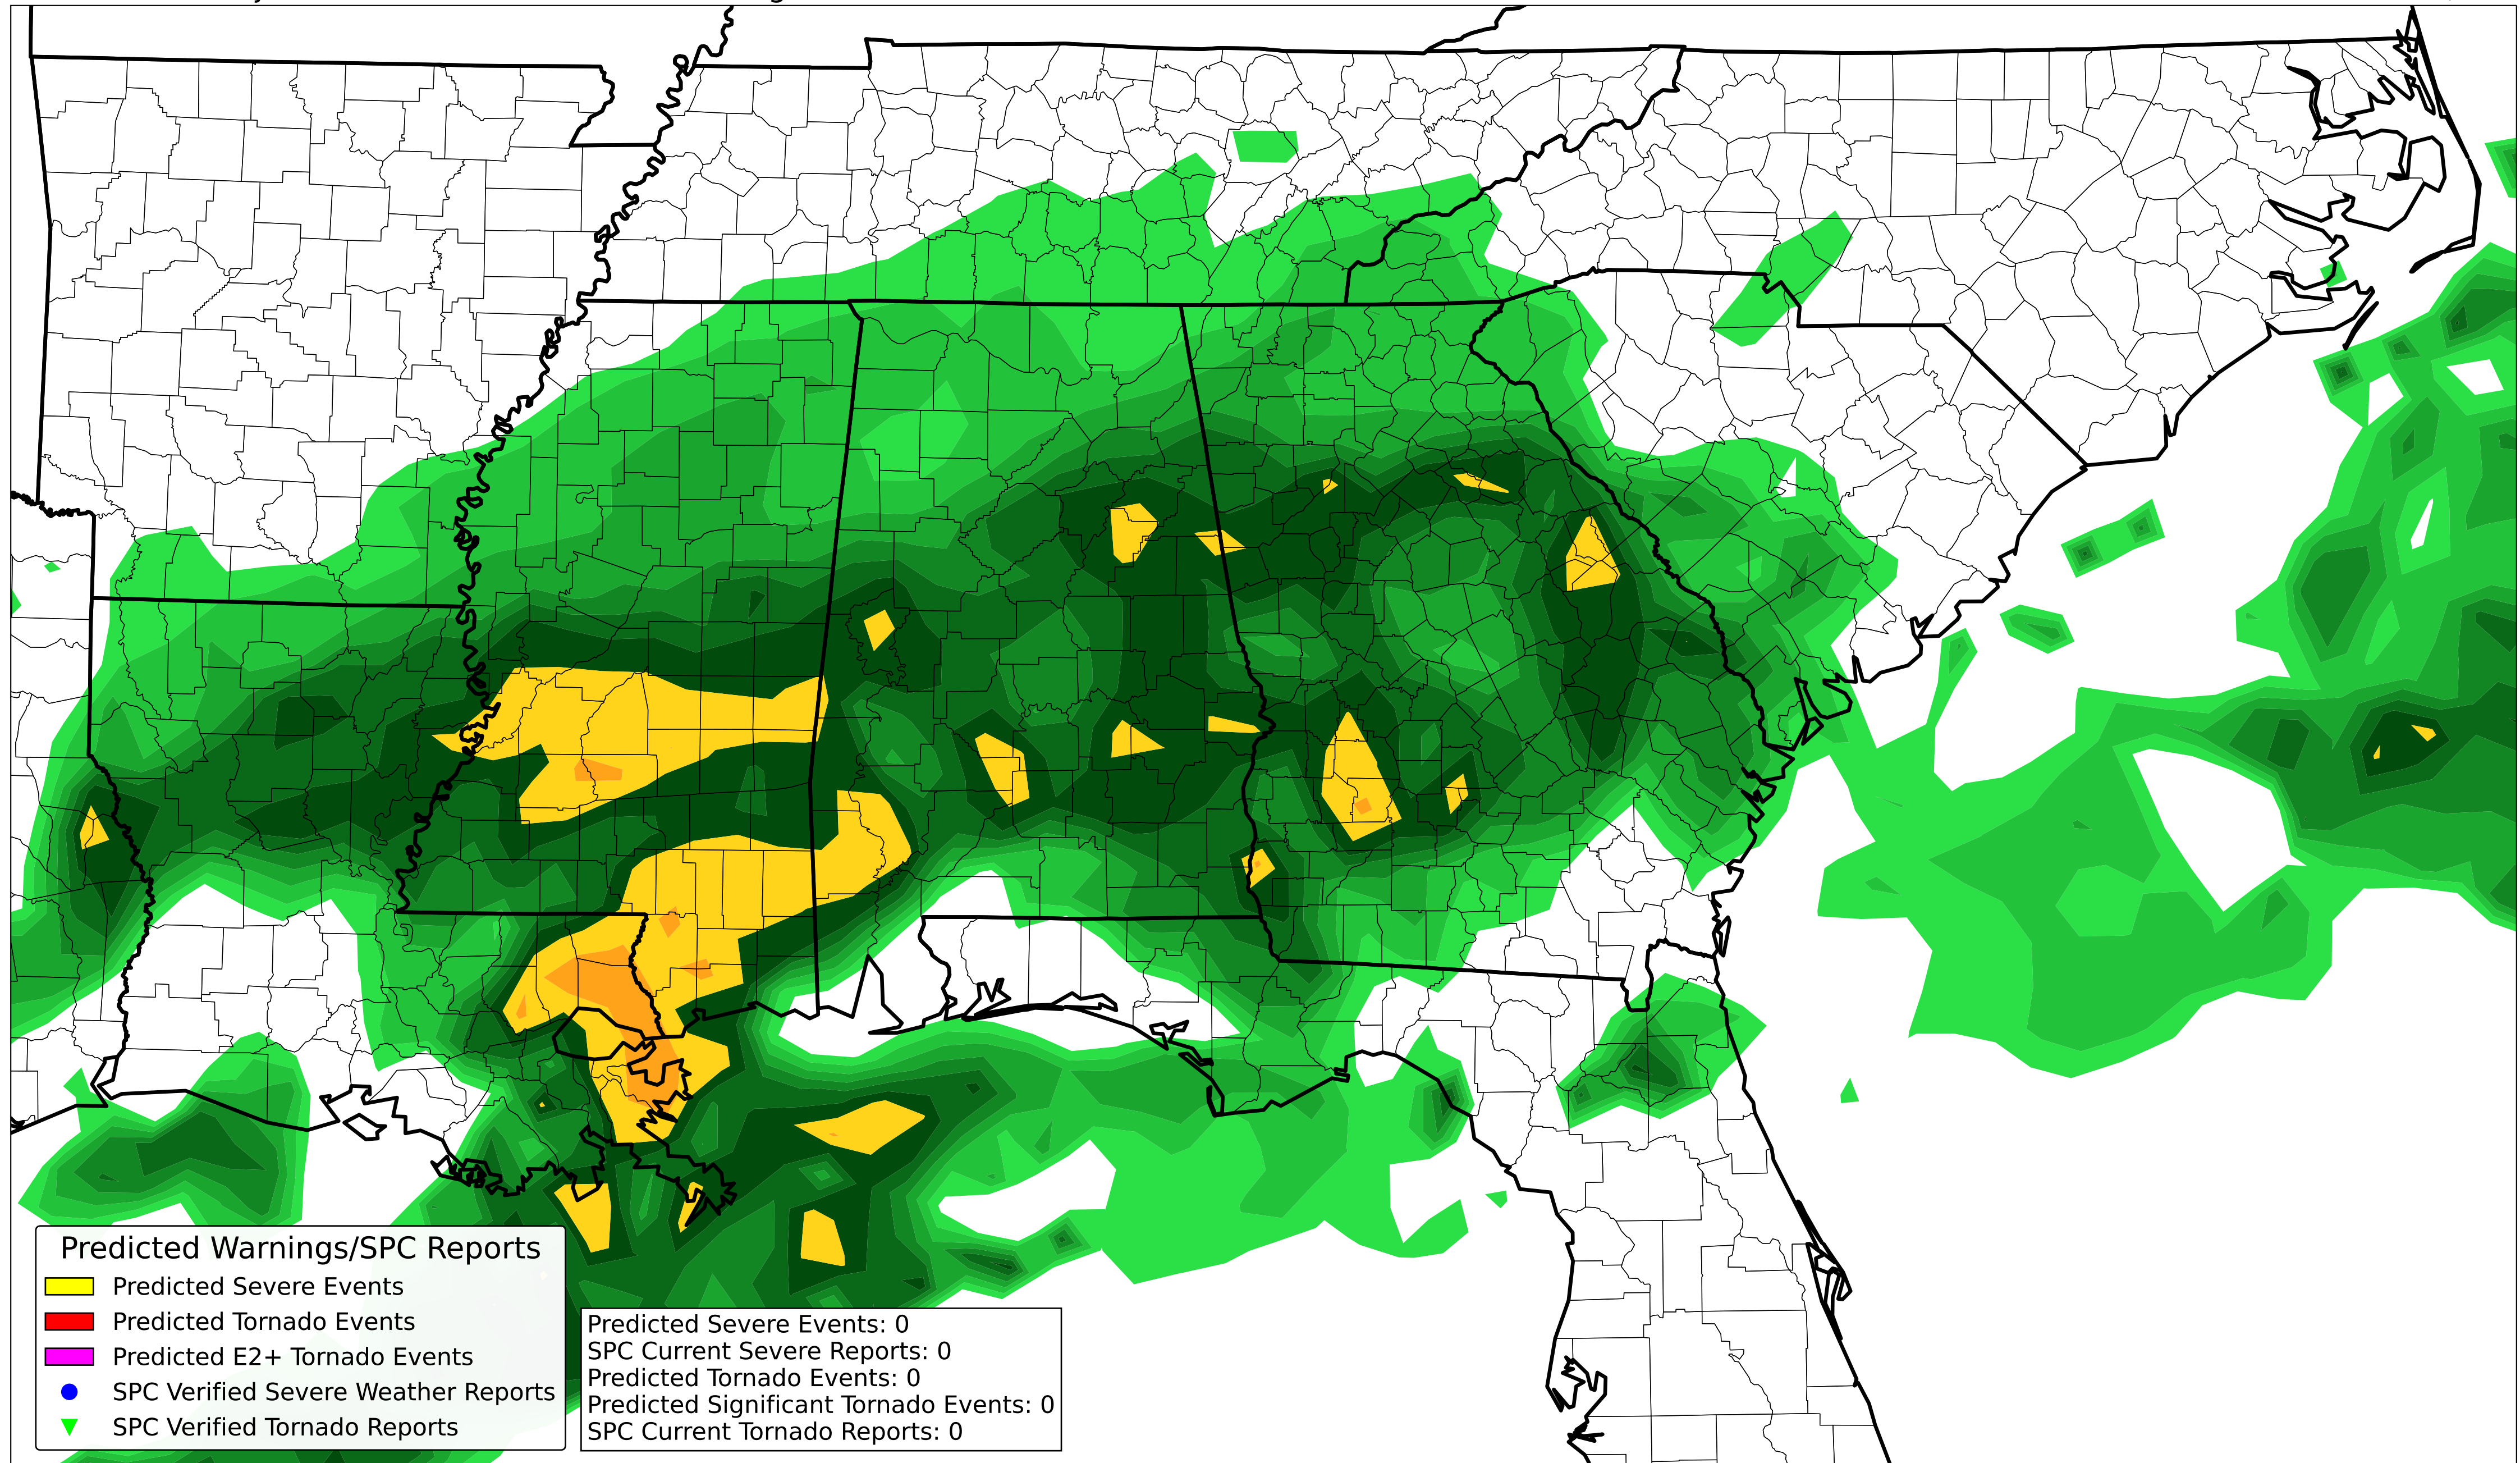 Predicted Warnings/SPC Reports
Predicted Severe Events
Predicted Tornado Events
Predicted E2+ Tornado Events
SPC Verified Severe Weather Reports
SPC Verified Tornado Reports
Predicted Severe Events: 0
SPC Current Severe Reports: 0
Predicted Tornado Events: 0
Predicted Significant Tornado Events: 0
SPC Current Tornado Reports: 0